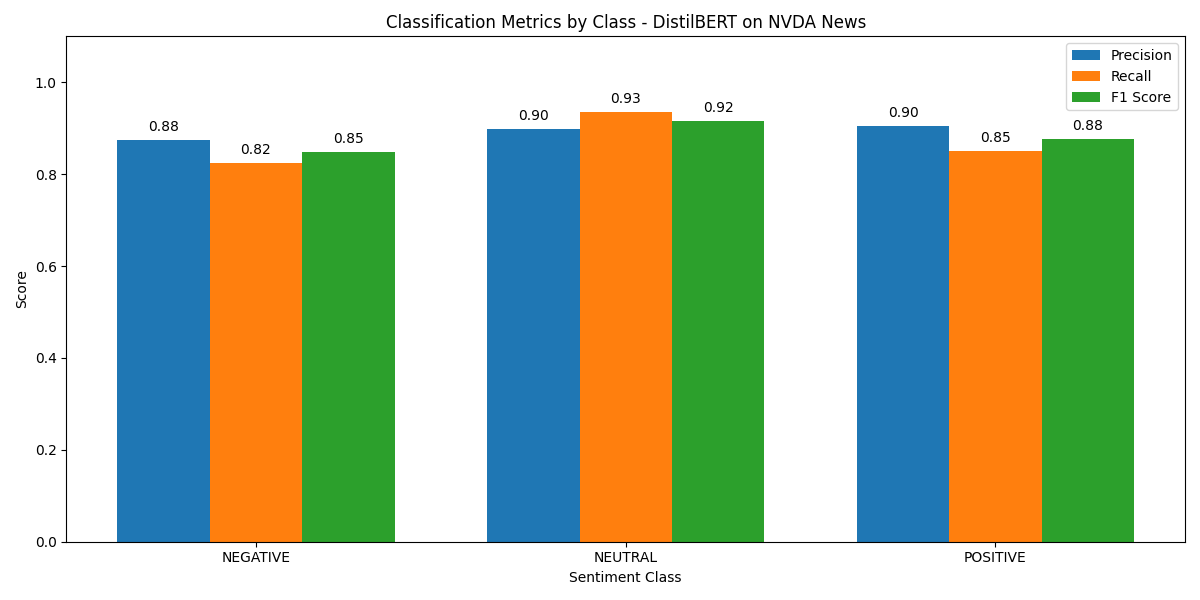 Classification Metrics by Class - DistilBERT on NVDA News
Precision
Recall
F1 Score
1.0
0.8
0.6
0.4
0.2
0.0
Score
0.88
0.82
0.85
0.90
0.93
0.92
0.90
0.85
0.88
NEGATIVE
NEUTRAL
POSITIVE
Sentiment Class